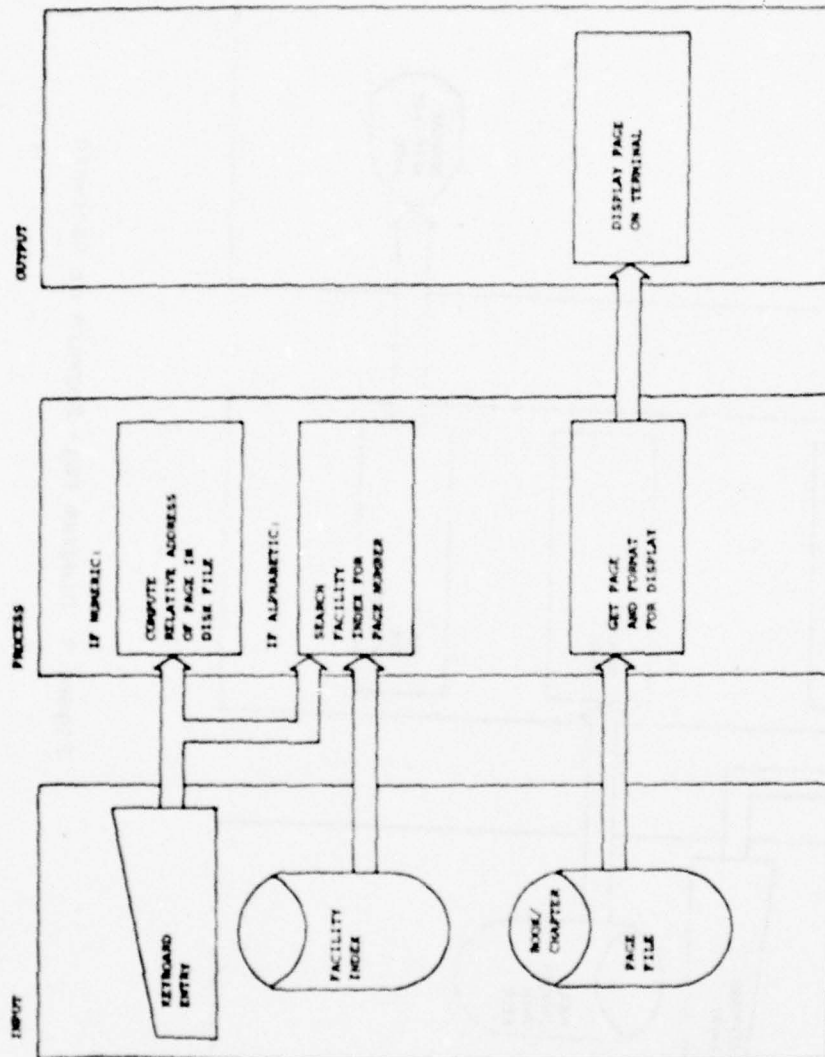 INPUT
KEYBOARD
ENTRY
FACILITY
INDEX
BOOK/
CHAPTER
PAGE
FILE
PROCESS
IF NUMERIC:
COMPUTE
RELATIVE ADDRESS
OF PAGE IN
DISK FILE
IF ALPHABETIC:
SEARCH
FACILITY
INDEX FOR
PAGE NUMBER
GET PAGE
AND FORMAT
FOR DISPLAY
OUTPUT
DISPLAY PAGE
ON TERMINAL